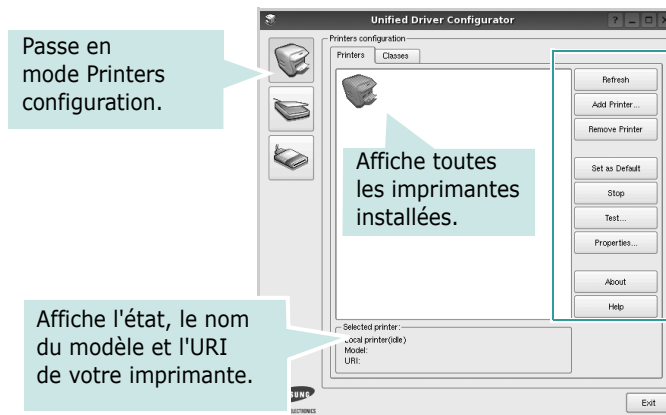 Unified Driver Configurator
Passe en
mode Printers
configuration.
Printers configuration
Printers
Classes
Refresh
Add Printer...
Remove Printer
Set as Default
Stop
Test...
Properties...
About
Help
Affiche toutes
les imprimantes
installées.
Affiche l'état, le nom
du modèle et l'URI
de votre imprimante.
Selected printer:
Local printer(idle)
Model:
URI:
Exit